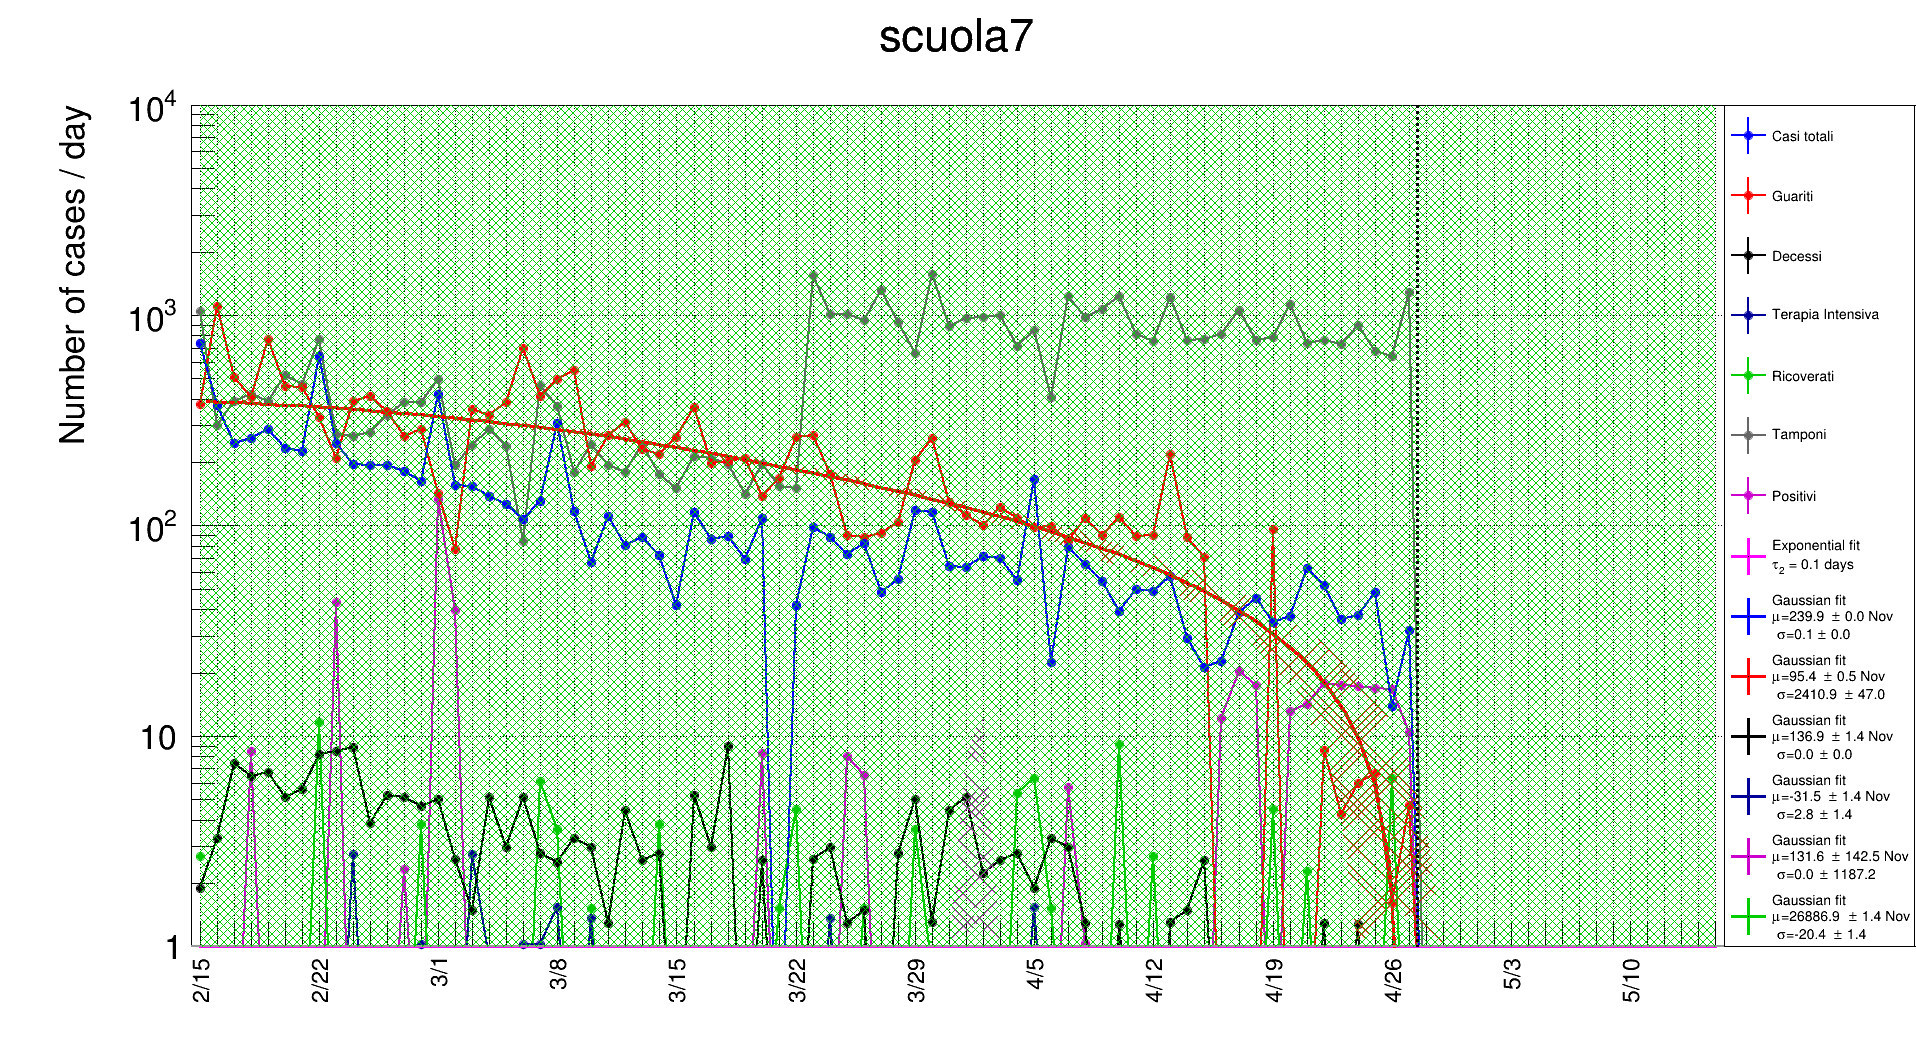 scuola7
Number of cases / day
10^4
10^3
10^2
10
1
2/15
2/22
3/1
3/8
3/15
3/22
3/29
4/5
4/12
4/19
4/26
5/3
5/10
Casi totali
Guariti
Decessi
Terapia Intensiva
Ricoverati
Tamponi
Positivi
Exponential fit
τ2 = 0.1 days
Gaussian fit
μ=239.9 ± 0.0 Nov
σ=0.1 ± 0.0
Gaussian fit
μ=95.4 ± 0.5 Nov
σ=2410.9 ± 47.0
Gaussian fit
μ=136.9 ± 1.4 Nov
σ=0.0 ± 0.0
Gaussian fit
μ=-31.5 ± 1.4 Nov
σ=2.8 ± 1.4
Gaussian fit
μ=131.6 ± 142.5 Nov
σ=0.0 ± 1187.2
Gaussian fit
μ=26886.9 ± 1.4 Nov
σ=-20.4 ± 1.4